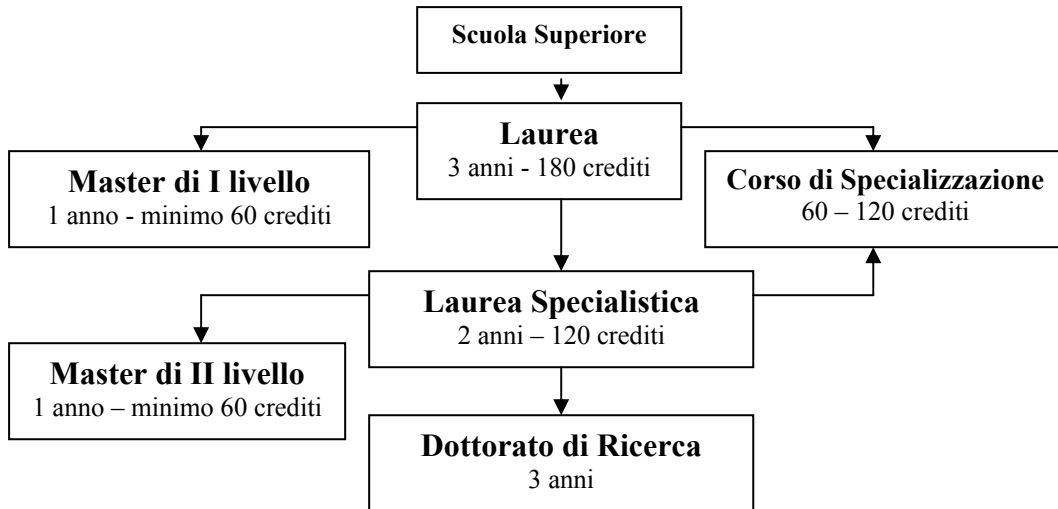 Scuola Superiore
Laurea
3 anni - 180 crediti
Master di I livello
1 anno - minimo 60 crediti
Corso di Specializzazione
60 – 120 crediti
Laurea Specialistica
2 anni – 120 crediti
Master di II livello
1 anno – minimo 60 crediti
Dottorato di Ricerca
3 anni